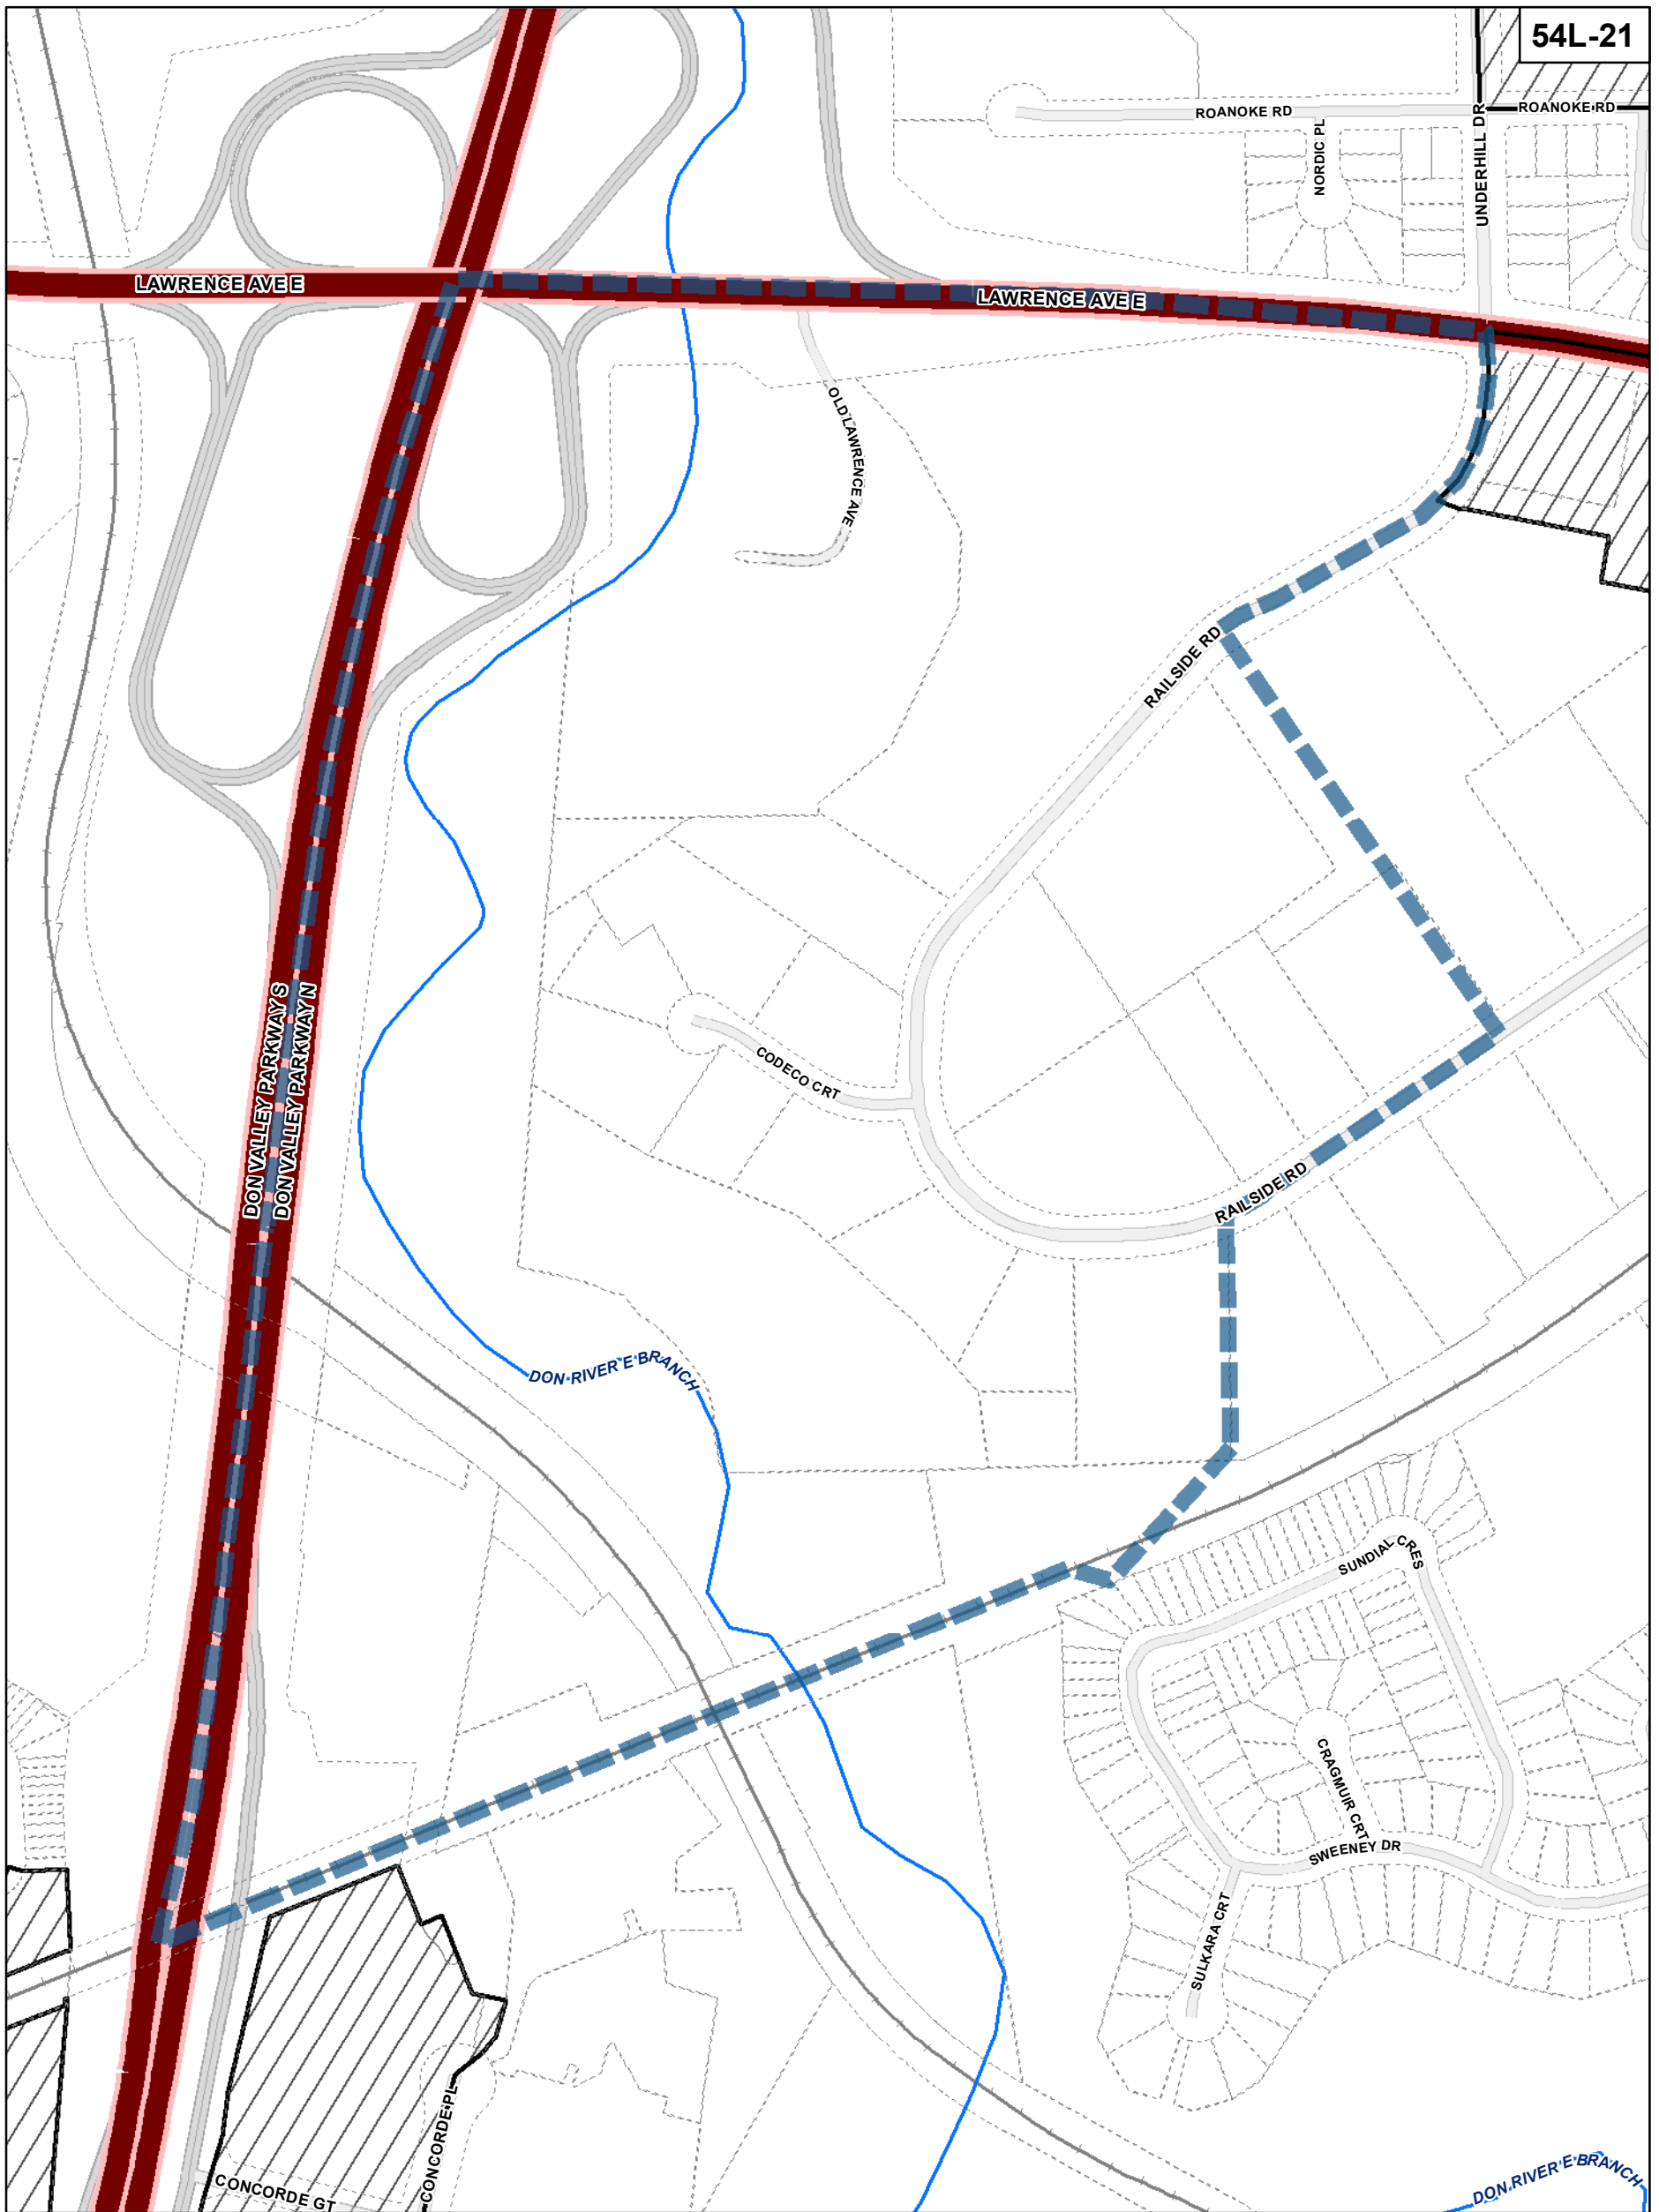 54L-21
ROANOKE RD
ROANOKE RD
NORDIC PL
UNDERHILL DR
LAWRENCE AVE E
LAWRENCE AVE E
OLD LAWRENCE AVE
RAILSIDE RD
DON VALLEY PARKWAY S
DON VALLEY PARKWAY N
CODECO CRT
RAILSIDE RD
DON RIVER E BRANCH
SUNDIAL CRES
CRAGMUIR CRT
SWEENEY DR
SULKARA CRT
CONCORDE PL
CONCORDE GT
DON RIVER E BRANCH